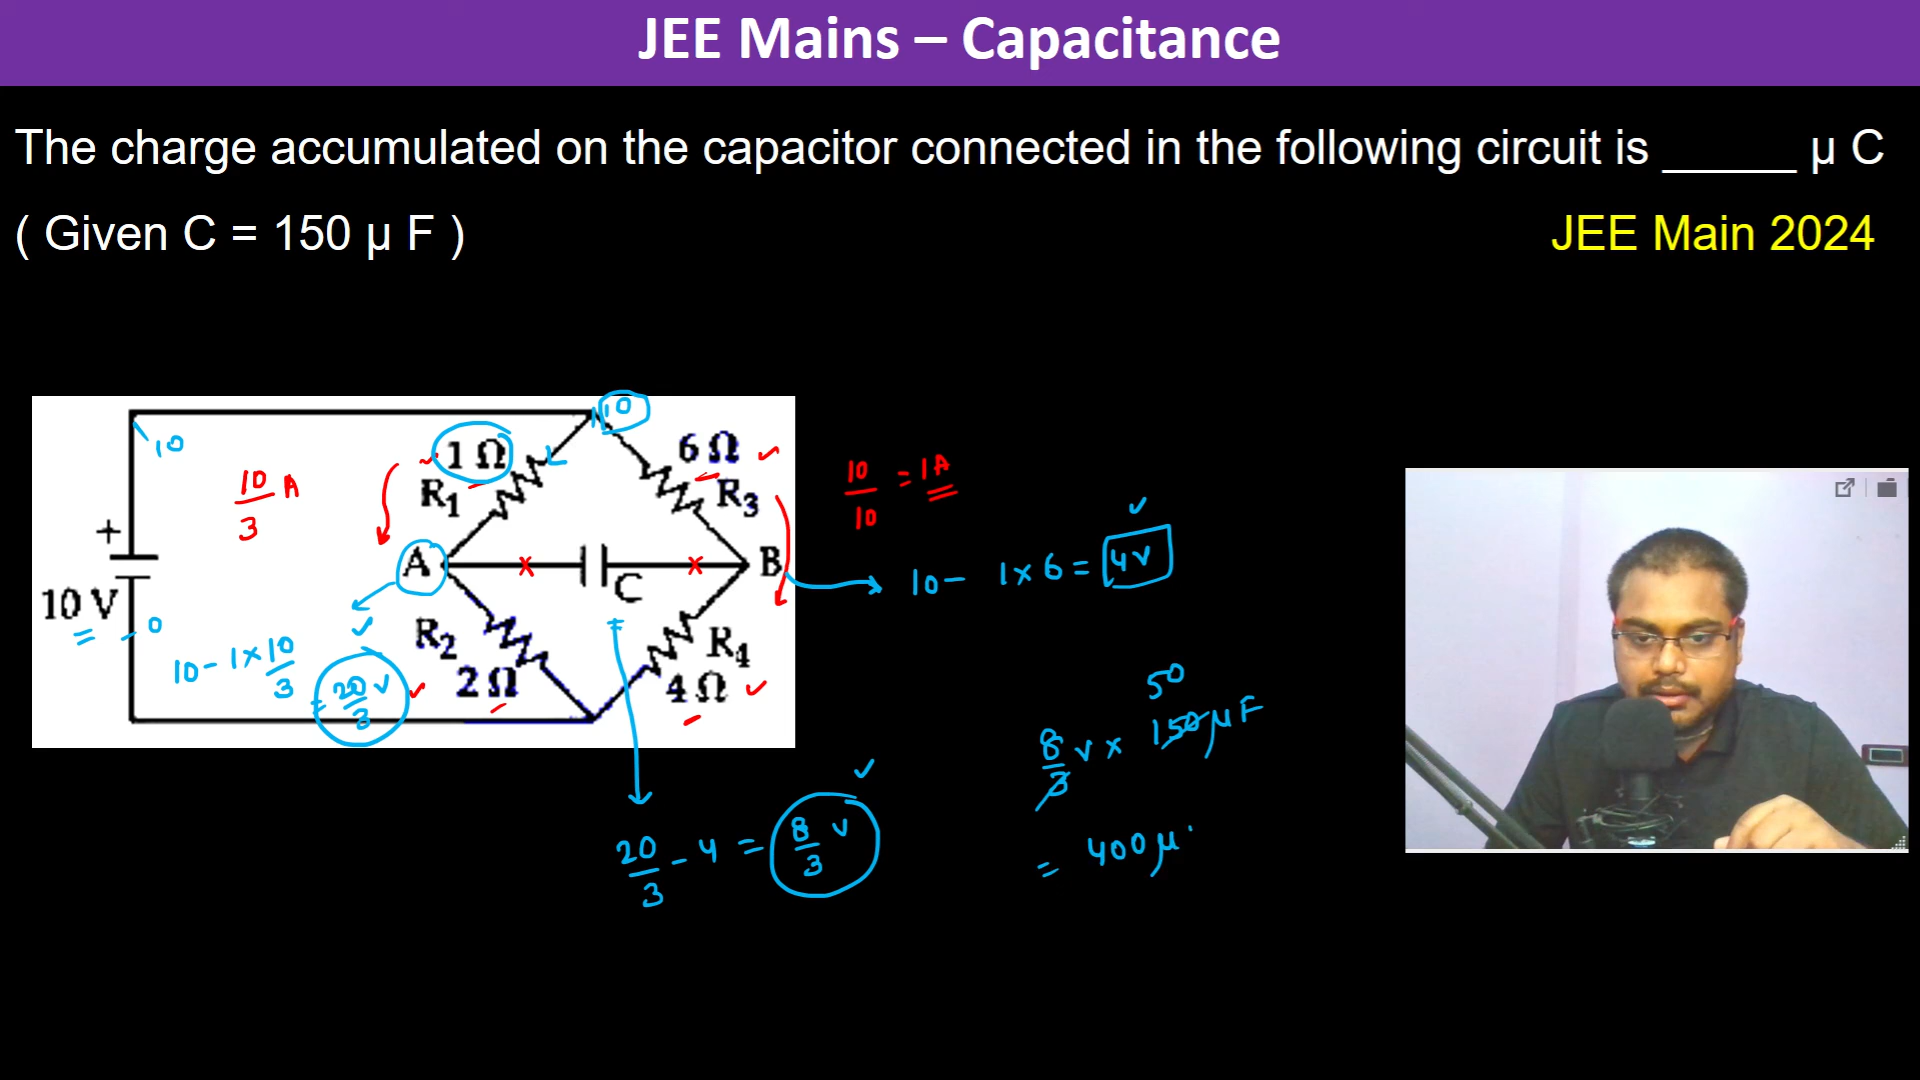 JEE Mains – Capacitance
The charge accumulated on the capacitor connected in the following circuit is ______ μ C
( Given C = 150 μ F )
JEE Main 2024
10
10
1 Ω
6 Ω
R1
R3
10/3 A
10/10 = 1A
+
A
B
C
10 V
0
10 - 1 × 6 = 4V
R2
R4
2 Ω
4 Ω
10 - 1 × 10/3 = 20/3 V
20/3 - 4 = 8/3 V
50
8/3 V × 150 μF
= 400 μ